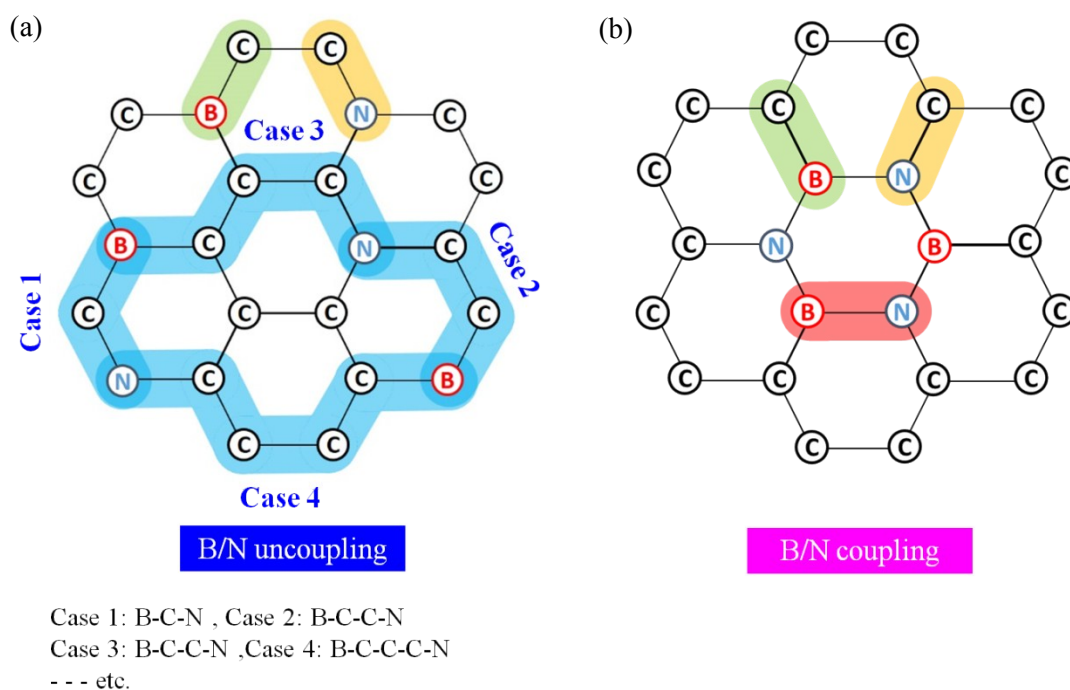 (a)
C C
C B N C
Case 3
C C C C
B C N C
Case 2
Case 1
C C C C
N C C B
C C
Case 4
B/N uncoupling
Case 1: B-C-N , Case 2: B-C-C-N
Case 3: B-C-C-N ,Case 4: B-C-C-C-N
- - - etc.
(b)
C C
C C C C
C B N C
C N B C
C B N C
C C C C
C C
B/N coupling